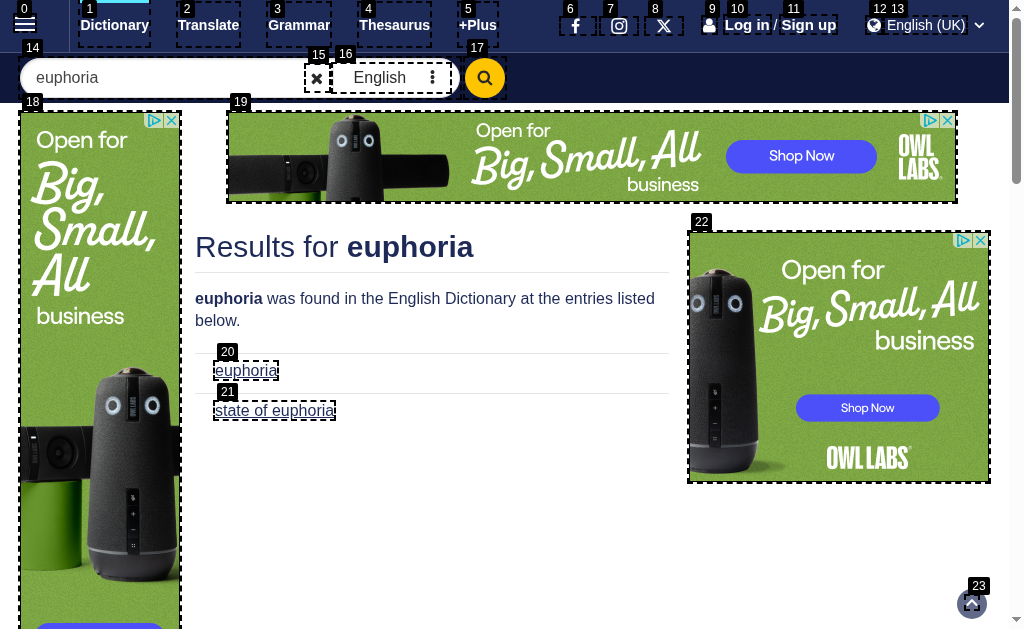 0 1 2 3 4 5 6 7 8 9 10 11 12 13
Dictionary Translate Grammar Thesaurus +Plus Log in / Sign up English (UK)
14 15 16 17
euphoria English
18 19
Open for
Big,
Small,
All
business
Open for
Big, Small, All
business
Shop Now
OWL
LABS
Results for euphoria
euphoria was found in the English Dictionary at the entries listed
below.
20
euphoria
21
state of euphoria
22
Open for
Big, Small, All
business
Shop Now
OWL LABS
23